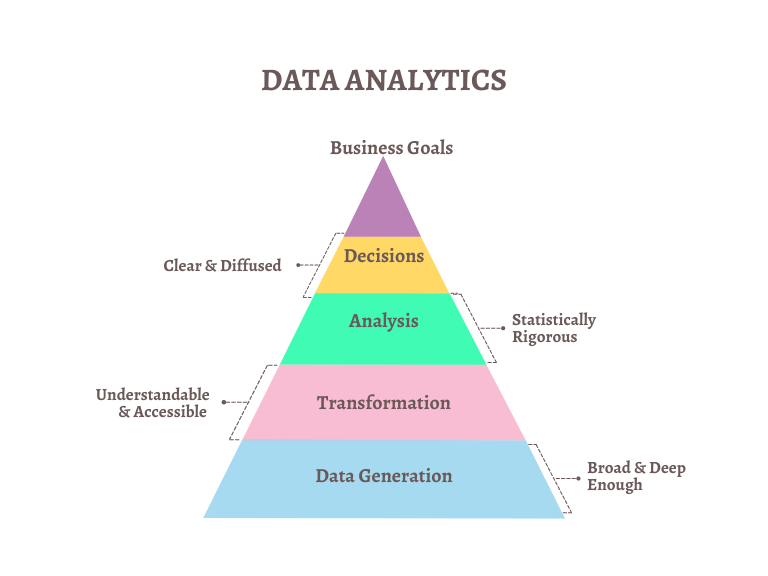 DATA ANALYTICS
Business Goals
Decisions
Clear & Diffused
Analysis
Statistically
Rigorous
Understandable
& Accessible
Transformation
Data Generation
Broad & Deep
Enough